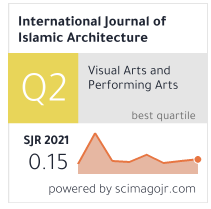 International Journal of
Islamic Architecture
Q2
Visual Arts and
Performing Arts
best quartile
SJR 2021
0.15
powered by scimagojr.com